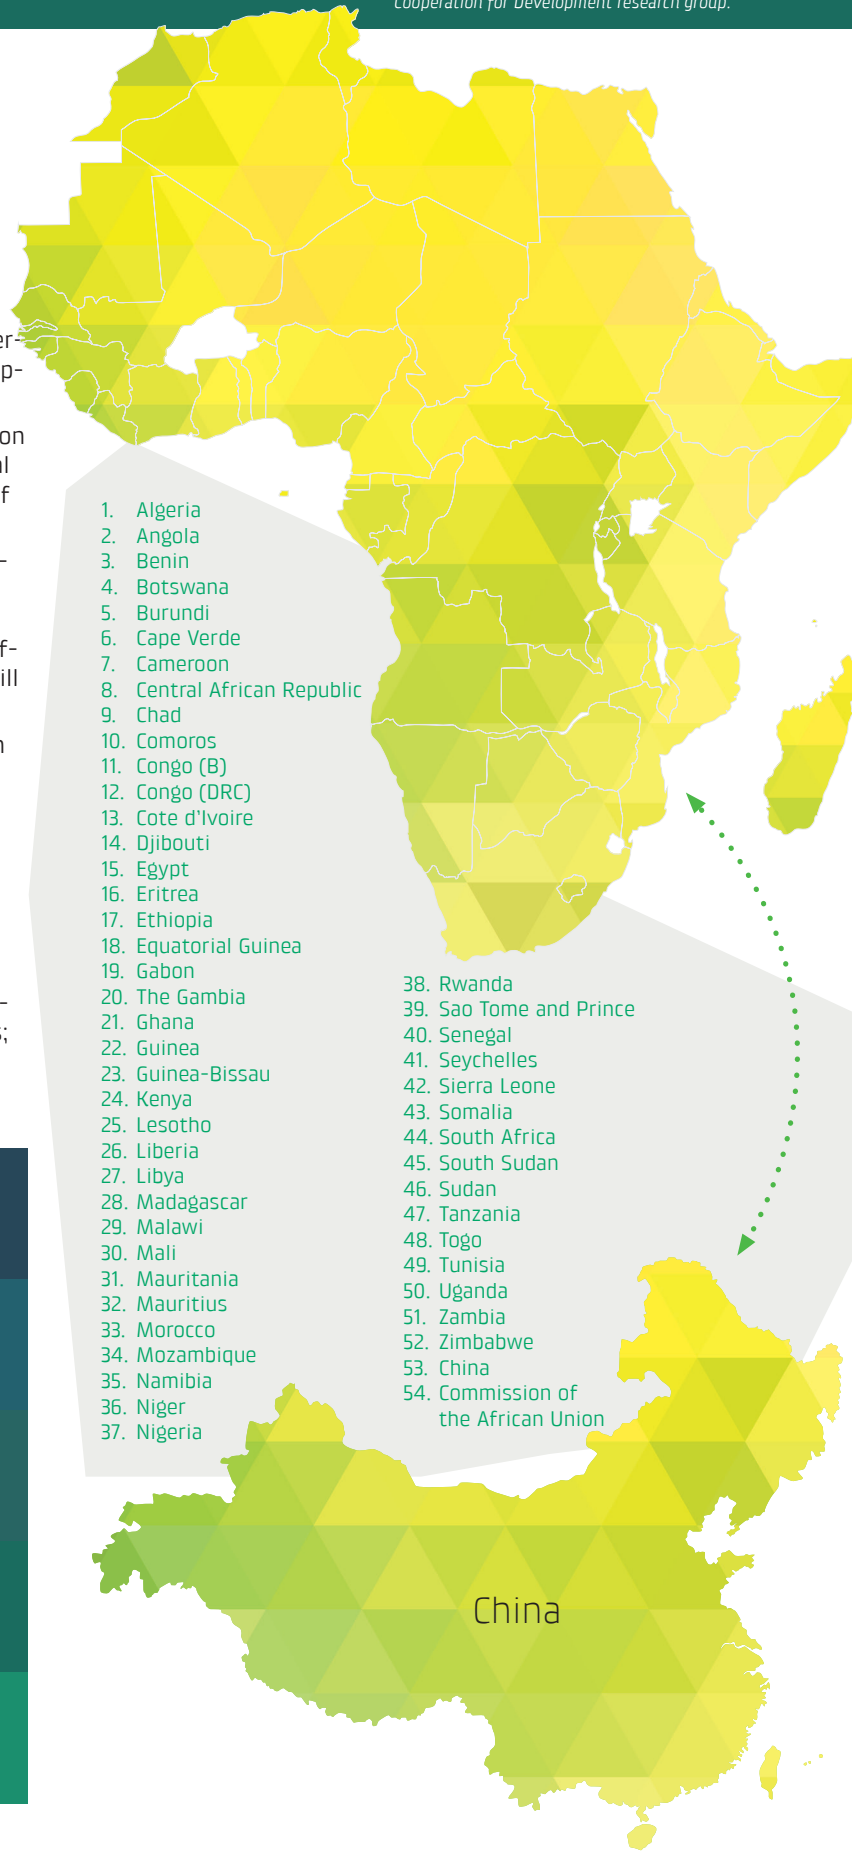 Cooperation for Development research group.
er-
p-
on
al
f
-
f-
ill
n
-
s;
1. Algeria
2. Angola
3. Benin
4. Botswana
5. Burundi
6. Cape Verde
7. Cameroon
8. Central African Republic
9. Chad
10. Comoros
11. Congo (B)
12. Congo (DRC)
13. Cote d'Ivoire
14. Djibouti
15. Egypt
16. Eritrea
17. Ethiopia
18. Equatorial Guinea
19. Gabon
20. The Gambia
21. Ghana
22. Guinea
23. Guinea-Bissau
24. Kenya
25. Lesotho
26. Liberia
27. Libya
28. Madagascar
29. Malawi
30. Mali
31. Mauritania
32. Mauritius
33. Morocco
34. Mozambique
35. Namibia
36. Niger
37. Nigeria
38. Rwanda
39. Sao Tome and Prince
40. Senegal
41. Seychelles
42. Sierra Leone
43. Somalia
44. South Africa
45. South Sudan
46. Sudan
47. Tanzania
48. Togo
49. Tunisia
50. Uganda
51. Zambia
52. Zimbabwe
53. China
54. Commission of
the African Union
China